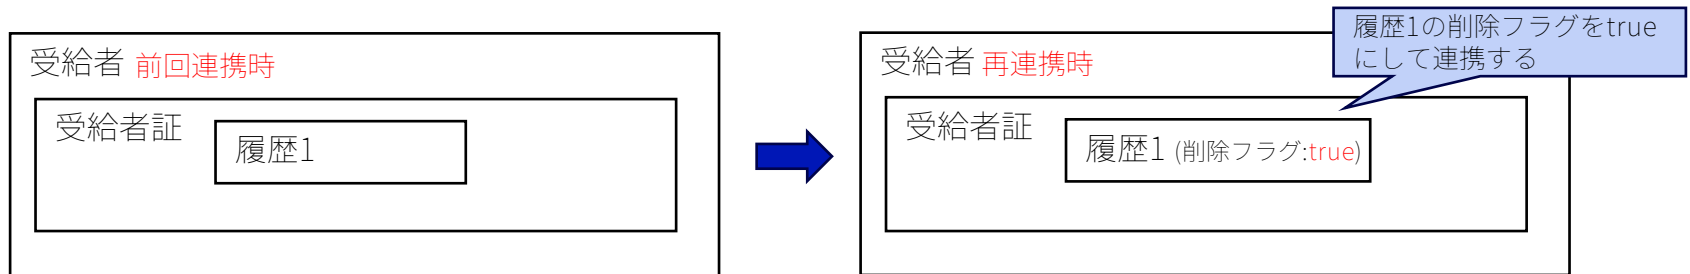 受給者 前回連携時
受給者証
履歴1
受給者 再連携時
履歴1の削除フラグをtrue
にして連携する
受給者証
履歴1 (削除フラグ:true)